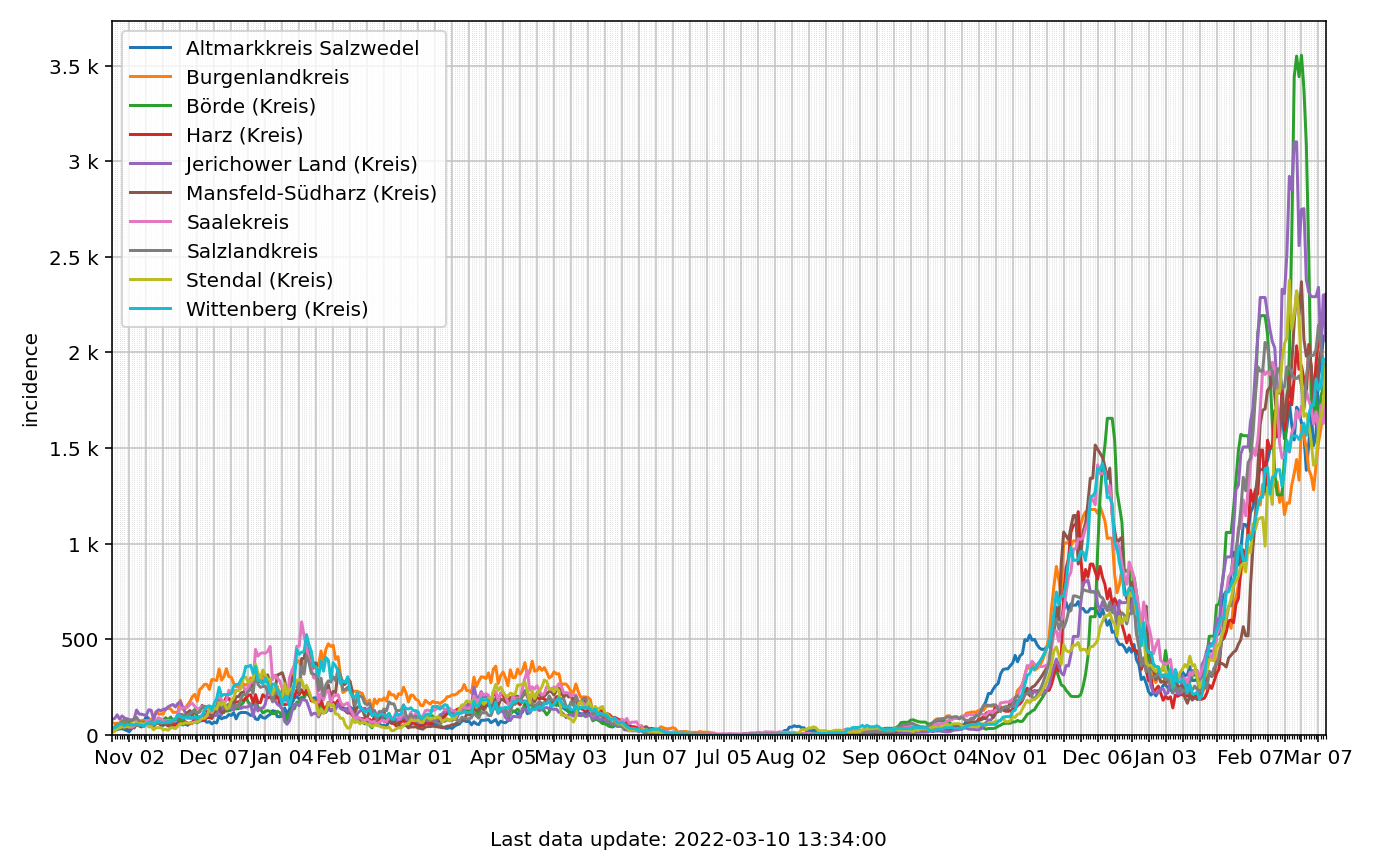 3.5 k
3 k
2.5 k
2 k
1.5 k
1 k
500
0
incidence
Altmarkkreis Salzwedel
Burgenlandkreis
Börde (Kreis)
Harz (Kreis)
Jerichower Land (Kreis)
Mansfeld-Südharz (Kreis)
Saalekreis
Salzlandkreis
Stendal (Kreis)
Wittenberg (Kreis)
Nov 02 Dec 07 Jan 04 Feb 01 Mar 01 Apr 05 May 03 Jun 07 Jul 05 Aug 02 Sep 06 Oct 04 Nov 01 Dec 06 Jan 03 Feb 07 Mar 07
Last data update: 2022-03-10 13:34:00